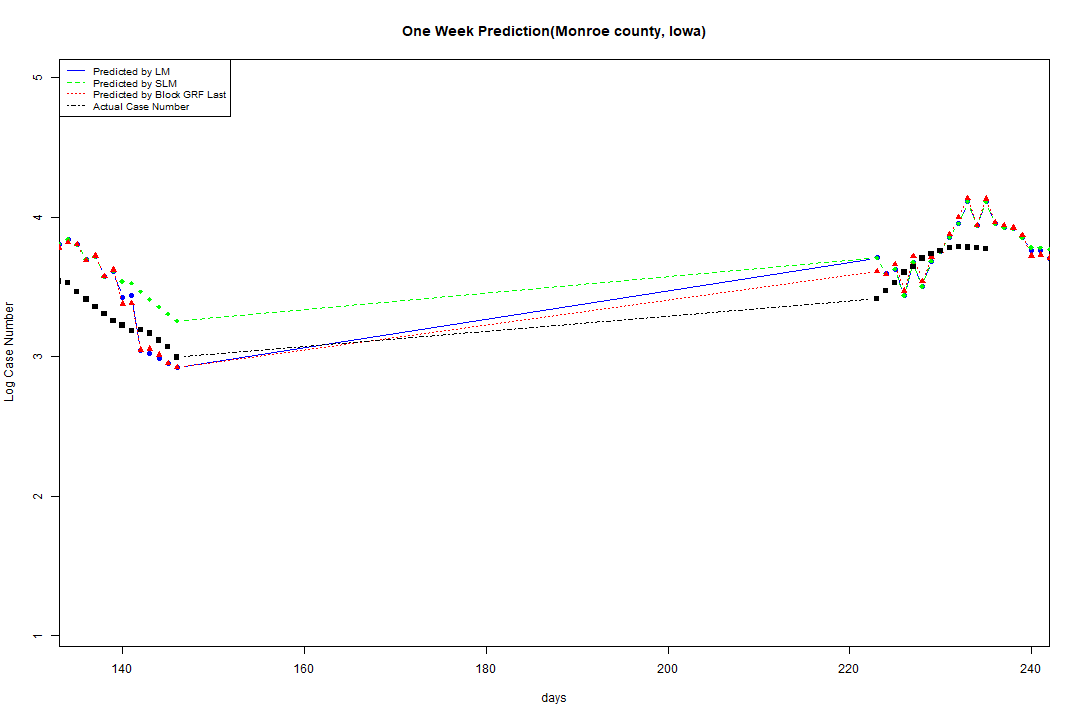 One Week Prediction(Monroe county, Iowa)
Predicted by LM
Predicted by SLM
Predicted by Block GRF Last
Actual Case Number
5
4
3
2
1
Log Case Number
140 160 180 200 220 240
days